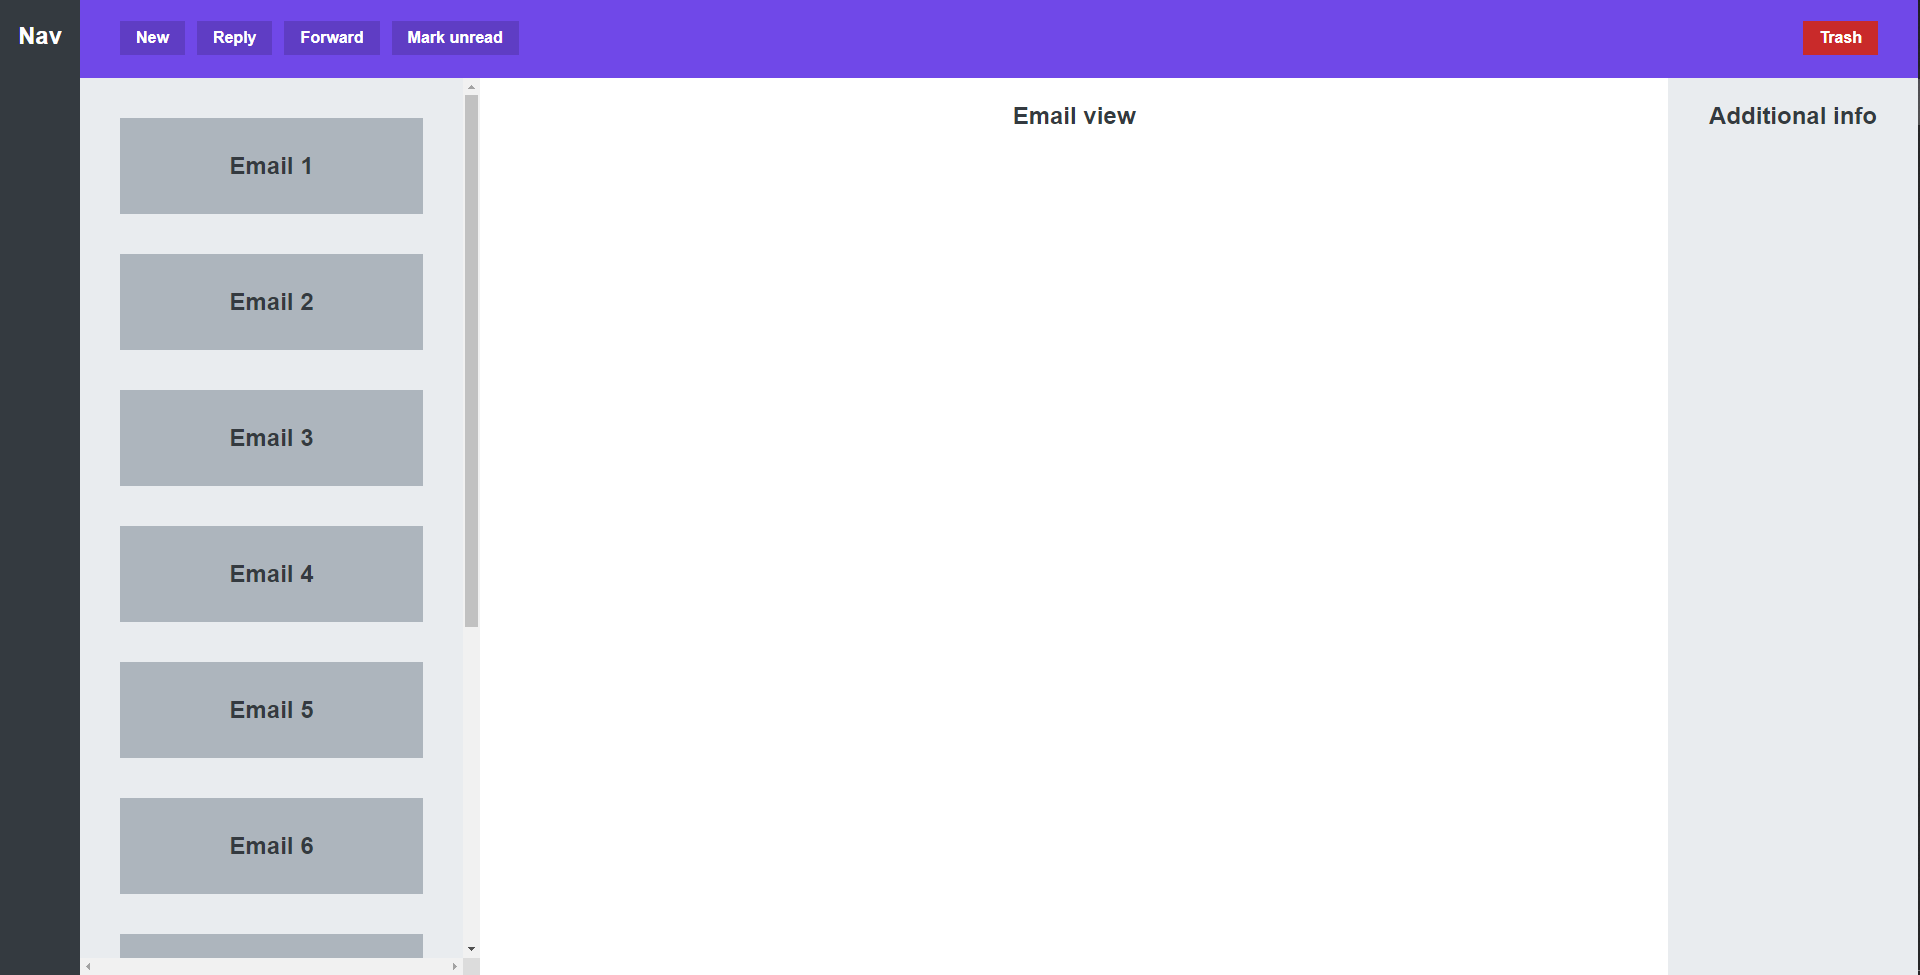 Nav
New
Reply
Forward
Mark unread
Trash
Email 1
Email 2
Email 3
Email 4
Email 5
Email 6
Email view
Additional info